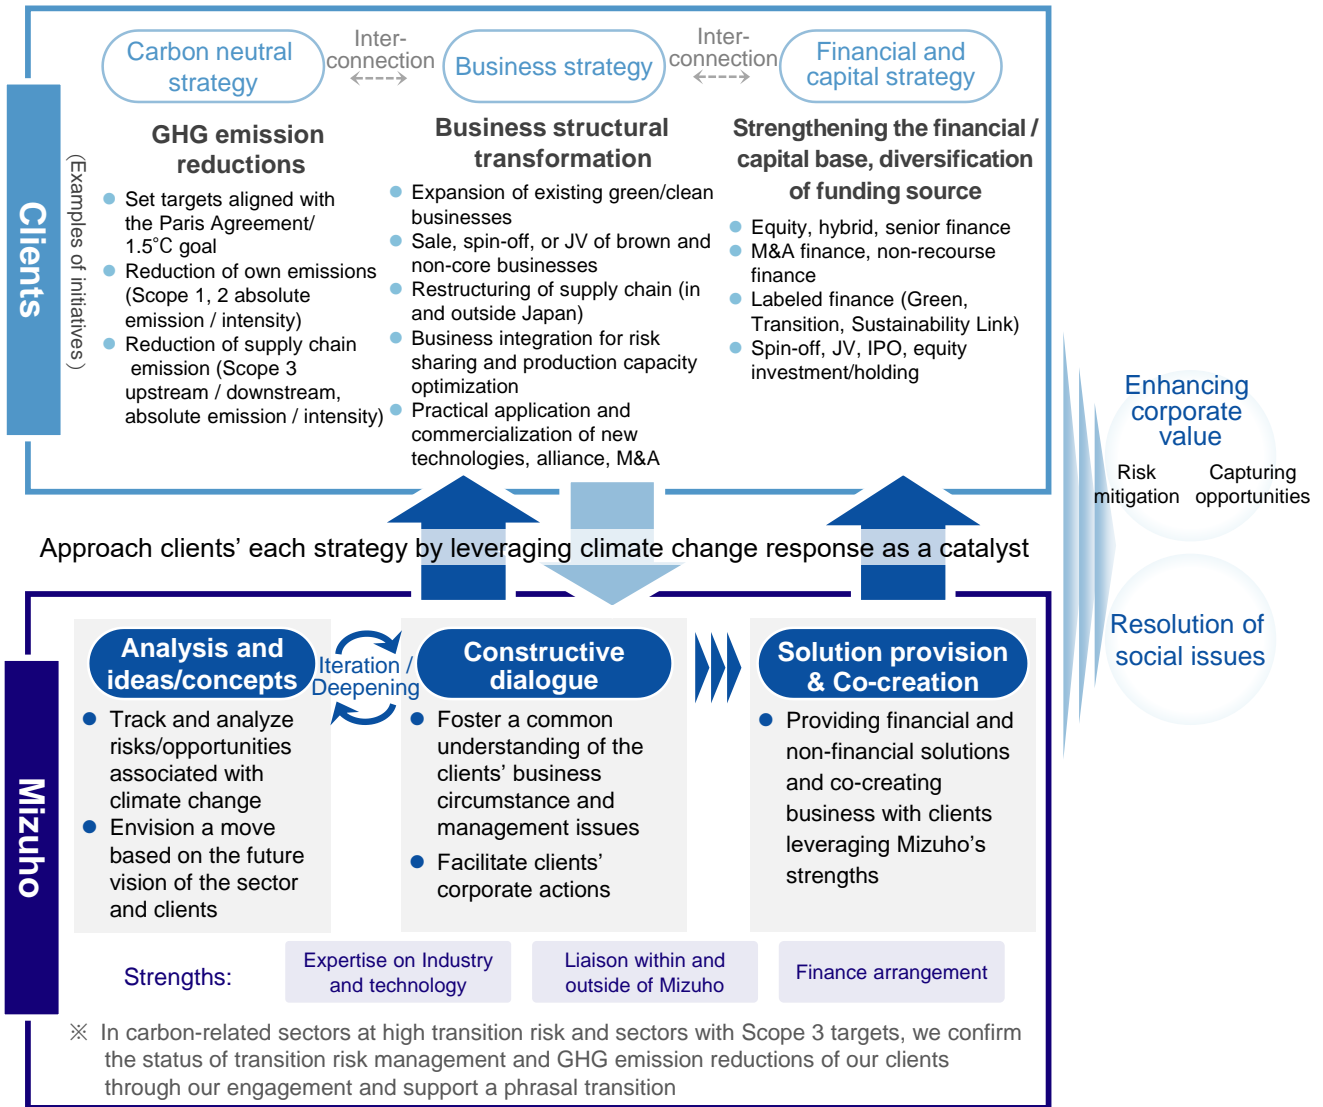 Clients
(Examples of initiatives)
Carbon neutral
strategy
Inter-
connection
Business strategy
Inter-
connection
Financial and
capital strategy
GHG emission
reductions
Set targets aligned with
the Paris Agreement/
1.5℃ goal
Reduction of own emissions
(Scope 1, 2 absolute
emission / intensity)
Reduction of supply chain
emission (Scope 3
upstream / downstream,
absolute emission / intensity)
Business structural
transformation
Expansion of existing green/clean
businesses
Sale, spin-off, or JV of brown and
non-core businesses
Restructuring of supply chain (in
and outside Japan)
Business integration for risk
sharing and production capacity
optimization
Practical application and
commercialization of new
technologies, alliance, M&A
Strengthening the financial /
capital base, diversification
of funding source
Equity, hybrid, senior finance
M&A finance, non-recourse
finance
Labeled finance (Green,
Transition, Sustainability Link)
Spin-off, JV, IPO, equity
investment/holding
Approach clients' each strategy by leveraging climate change response as a catalyst
Mizuho
Analysis and
ideas/concepts
Track and analyze
risks/opportunities
associated with
climate change
Envision a move
based on the future
vision of the sector
and clients
Iteration /
Deepening
Constructive
dialogue
Foster a common
understanding of the
clients' business
circumstance and
management issues
Facilitate clients'
corporate actions
Solution provision
& Co-creation
Providing financial and
non-financial solutions
and co-creating
business with clients
leveraging Mizuho's
strengths
Strengths:
Expertise on Industry
and technology
Liaison within and
outside of Mizuho
Finance arrangement
※ In carbon-related sectors at high transition risk and sectors with Scope 3 targets, we confirm
the status of transition risk management and GHG emission reductions of our clients
through our engagement and support a phrasal transition
Enhancing
corporate
value
Risk
mitigation
Capturing
opportunities
Resolution of
social issues